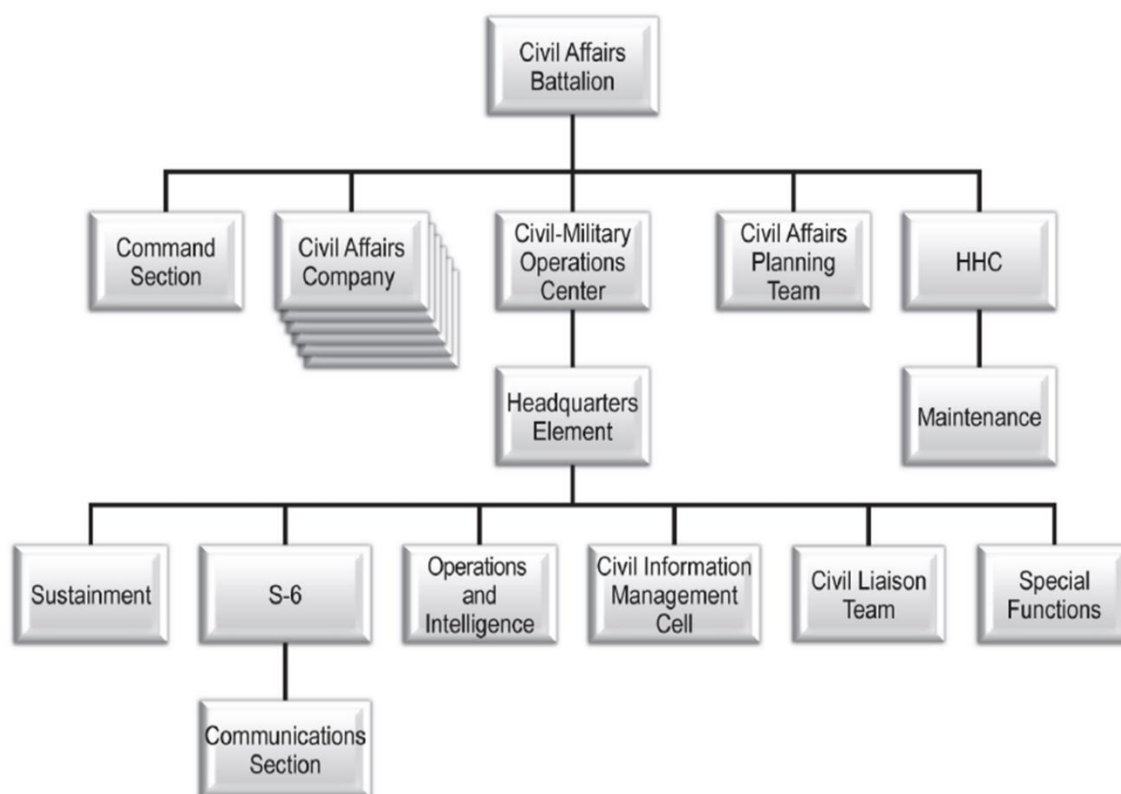 Civil Affairs
Battalion
Command
Section
Civil Affairs
Company
Civil-Military
Operations
Center
Civil Affairs
Planning
Team
HHC
Headquarters
Element
Maintenance
Sustainment
S-6
Operations
and
Intelligence
Civil Information
Management
Cell
Civil Liaison
Team
Special
Functions
Communications
Section